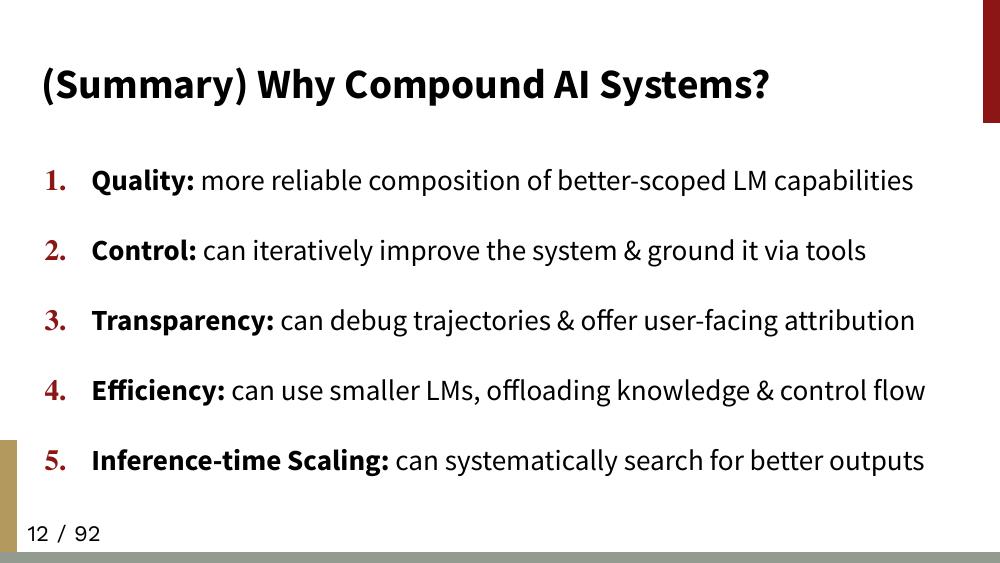 (Summary) Why Compound AI Systems?
1. Quality: more reliable composition of better-scoped LM capabilities
2. Control: can iteratively improve the system & ground it via tools
3. Transparency: can debug trajectories & offer user-facing attribution
4. Efficiency: can use smaller LMs, offloading knowledge & control flow
5. Inference-time Scaling: can systematically search for better outputs
12 / 92